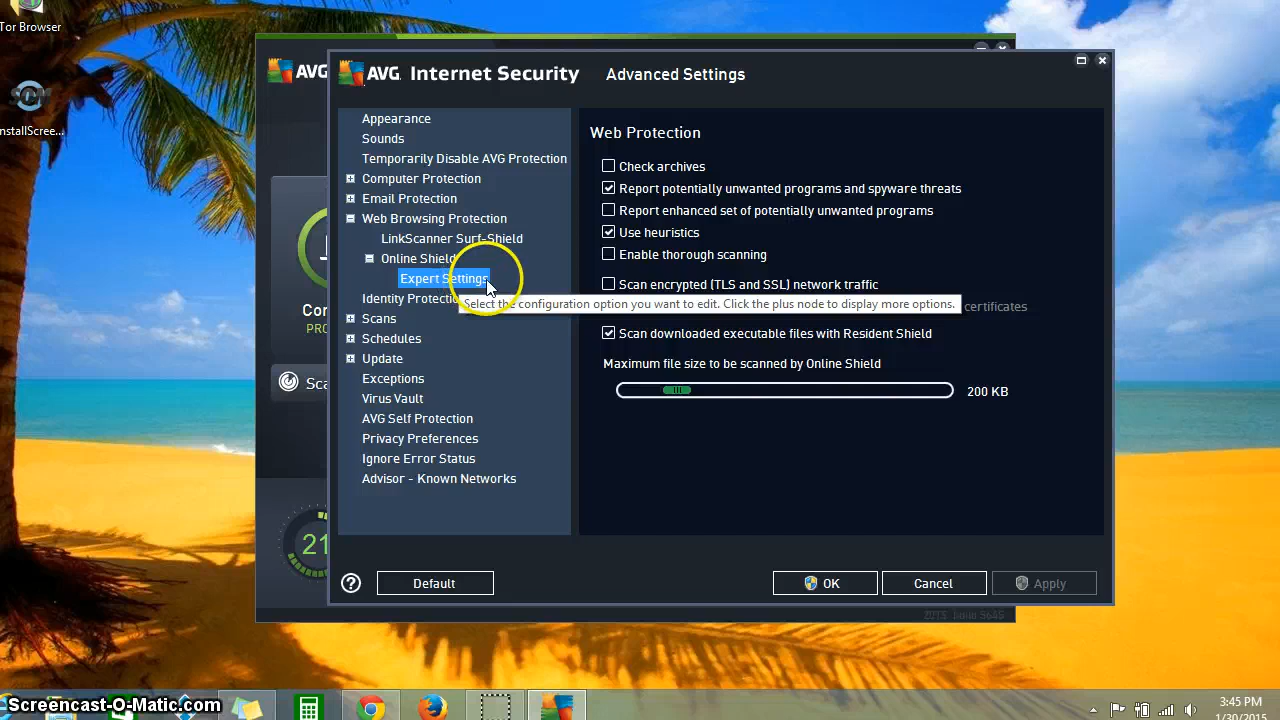 Tor Browser
nstallScree...
AVG
AVG. Internet Security Advanced Settings
Appearance
Sounds
Temporarily Disable AVG Protection
Computer Protection
Email Protection
Web Browsing Protection
LinkScanner Surf-Shield
Online Shield
Expert Settings
Identity Protectio
Scans
Schedules
Update
Exceptions
Virus Vault
AVG Self Protection
Privacy Preferences
Ignore Error Status
Advisor - Known Networks
Web Protection
Check archives
Report potentially unwanted programs and spyware threats
Report enhanced set of potentially unwanted programs
Use heuristics
Enable thorough scanning
Scan encrypted (TLS and SSL) network traffic
Select the configuration option you want to edit. Click the plus node to display more options.
certificates
Scan downloaded executable files with Resident Shield
Maximum file size to be scanned by Online Shield
200 KB
Cor
PRO
Sca
21
Default
OK
Cancel
Apply
Screencast-O-Matic.com
3:45 PM
1/30/2015